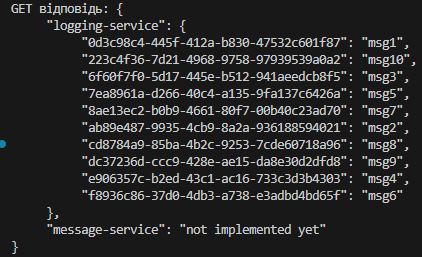 GET відповідь: {
"logging-service": {
"0d3c98c4-445f-412a-b830-47532c601f87": "msg1",
"223c4f36-7d21-4968-9758-97939539a0a2": "msg10",
"6f60f7f0-5d17-445e-b512-941aeedcb8f5": "msg3",
"7ea8961a-d266-40c4-a135-9fa137c6426a": "msg5",
"8ae13ec2-b0b9-4661-80f7-00b40c23ad70": "msg7",
"ab89e487-9935-4cb9-8a2a-936188594021": "msg2",
"cd8784a9-85ba-4b2c-9253-7cde60718a96": "msg8",
"dc37236d-ccc9-428e-ae15-da8e30d2dfd8": "msg9",
"e906357c-b2ed-43c1-ac16-733c3d3b4303": "msg4",
"f8936c86-37d0-4db3-a738-e3adbd4bd65f": "msg6"
},
"message-service": "not implemented yet"
}